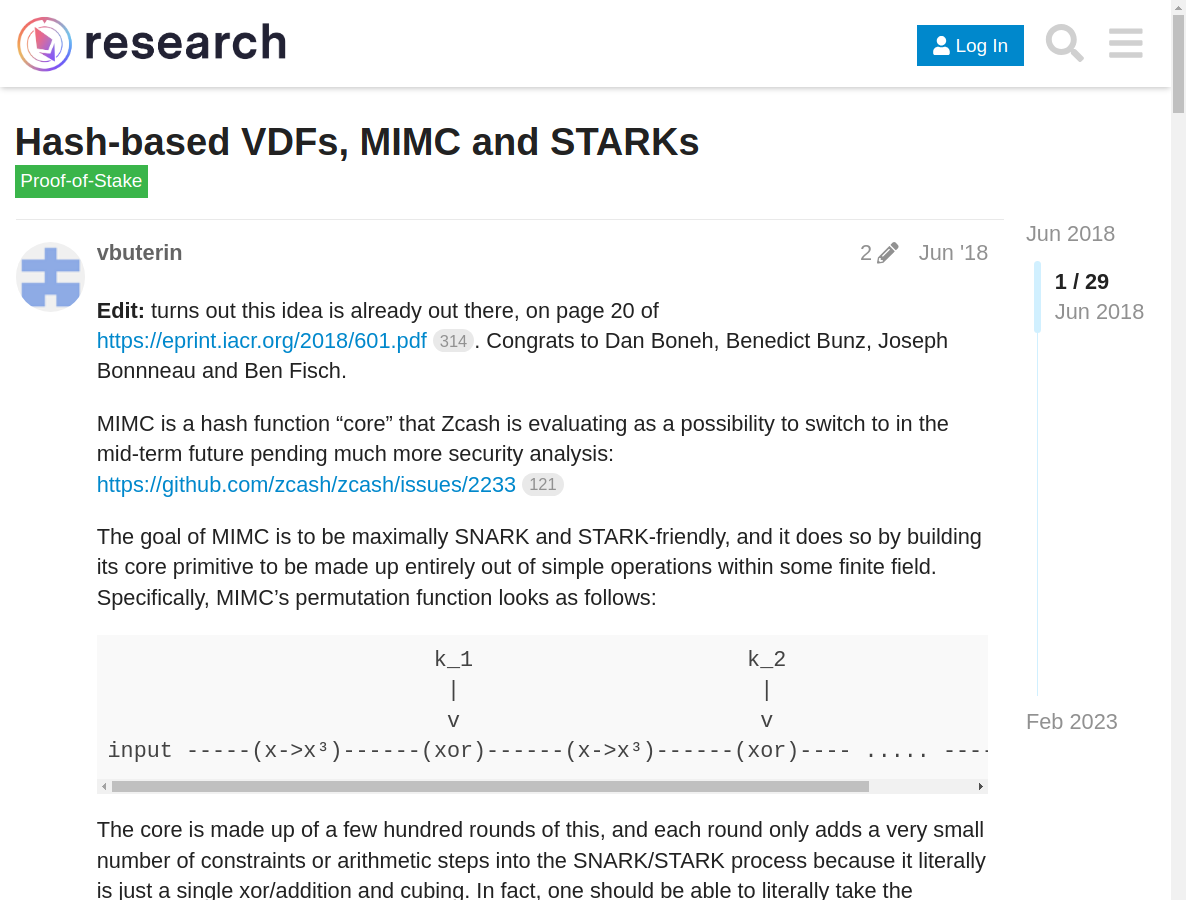 research
Log In
Hash-based VDFs, MIMC and STARKs
Proof-of-Stake
Jun 2018
vbuterin 2 Jun '18
1 / 29
Jun 2018
Edit: turns out this idea is already out there, on page 20 of
https://eprint.iacr.org/2018/601.pdf 314 . Congrats to Dan Boneh, Benedict Bunz, Joseph
Bonnneau and Ben Fisch.
MIMC is a hash function “core” that Zcash is evaluating as a possibility to switch to in the
mid-term future pending much more security analysis:
https://github.com/zcash/zcash/issues/2233 121
The goal of MIMC is to be maximally SNARK and STARK-friendly, and it does so by building
its core primitive to be made up entirely out of simple operations within some finite field.
Specifically, MIMC’s permutation function looks as follows:
k_1 k_2
| |
v v
input -----(x->x³)------(xor)------(x->x³)------(xor)---- ..... ----
Feb 2023
The core is made up of a few hundred rounds of this, and each round only adds a very small
number of constraints or arithmetic steps into the SNARK/STARK process because it literally
is just a single xor/addition and cubing. In fact, one should be able to literally take the